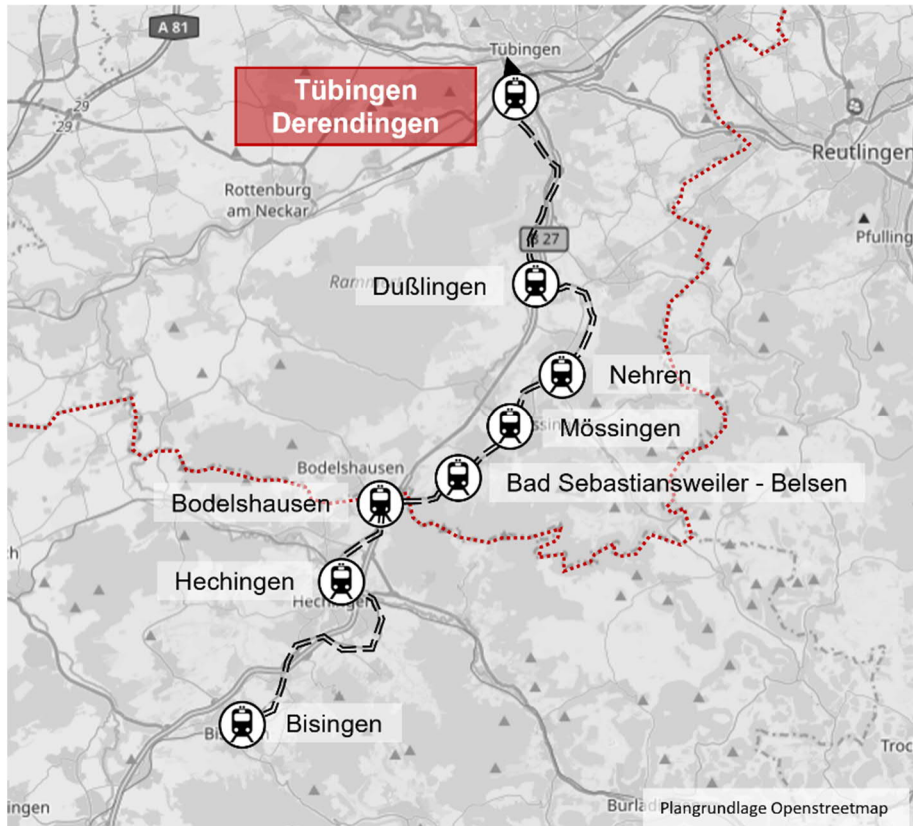 A 81
Tübingen
Tübingen
Derendingen
29
29
Reutlingen
Rottenburg
am Neckar
B 27
Pfulling
Dußlingen
Nehren
Mössingen
Bodelshausen
Bad Sebastiansweiler - Belsen
Bodelshausen
Hechingen
Bisingen
Troc
ingen
Plangrundlage Openstreetmap